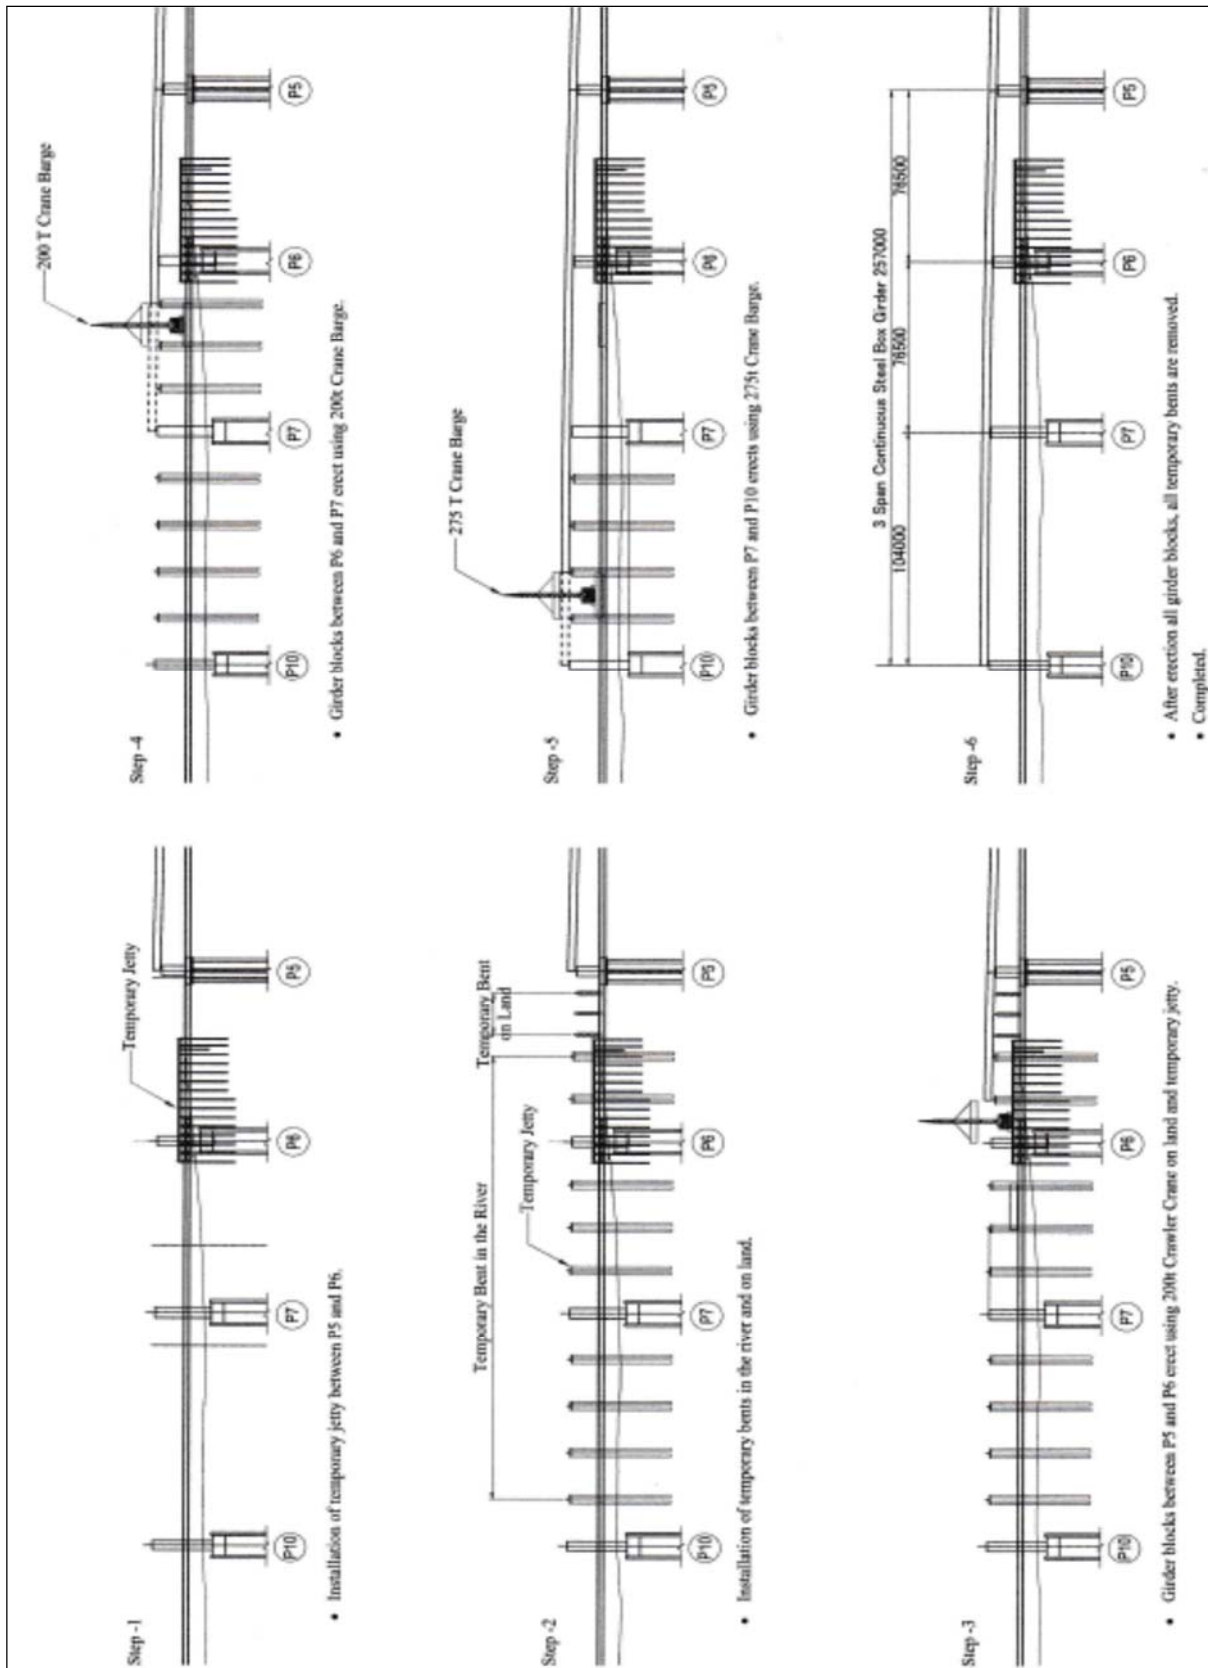 Step -1
Temporary Jetty
P10
P7
P6
P5
• Installation of temporary jetty between P5 and P6.
Step -2
Temporary Bent in the River
Temporary Bent
on Land
Temporary Jetty
P10
P7
P6
P5
• Installation of temporary bents in the river and on land.
Step -3
P10
P7
P6
P5
• Girder blocks between P5 and P6 erect using 200t Crawler Crane on land and temporary jetty.
Step -4
200 T Crane Barge
P10
P7
P6
P5
• Girder blocks between P6 and P7 erect using 200t Crane Barge.
Step -5
275 T Crane Barge
P10
P7
P6
P5
• Girder blocks between P7 and P10 erects using 275t Crane Barge.
Step -6
3 Span Continuous Steel Box Girder 257000
104000
76500
76500
P10
P7
P6
P5
• After erection all girder blocks, all temporary bents are removed.
• Completed.